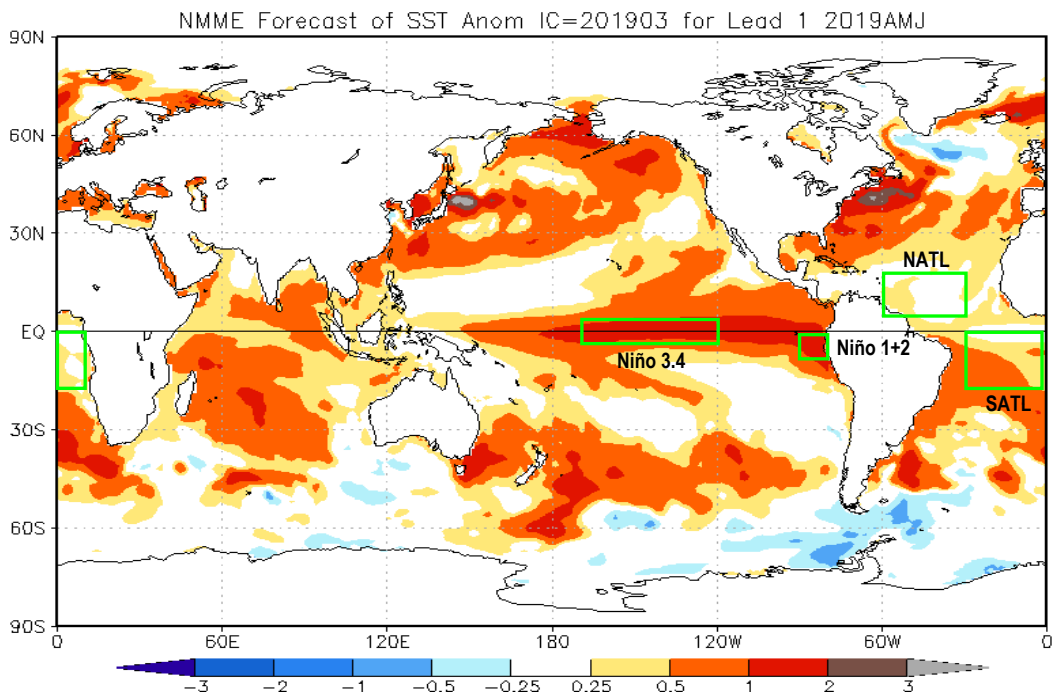 NMME Forecast of SST Anom IC=201903 for Lead 1 2019AMJ
90N
60N
30N
EQ
30S
60S
90S
NATL
Niño 3.4
Niño 1+2
SATL
0 60E 120E 180 120W 60W 0
-3 -2 -1 -0.5 -0.25 0.25 0.5 1 2 3